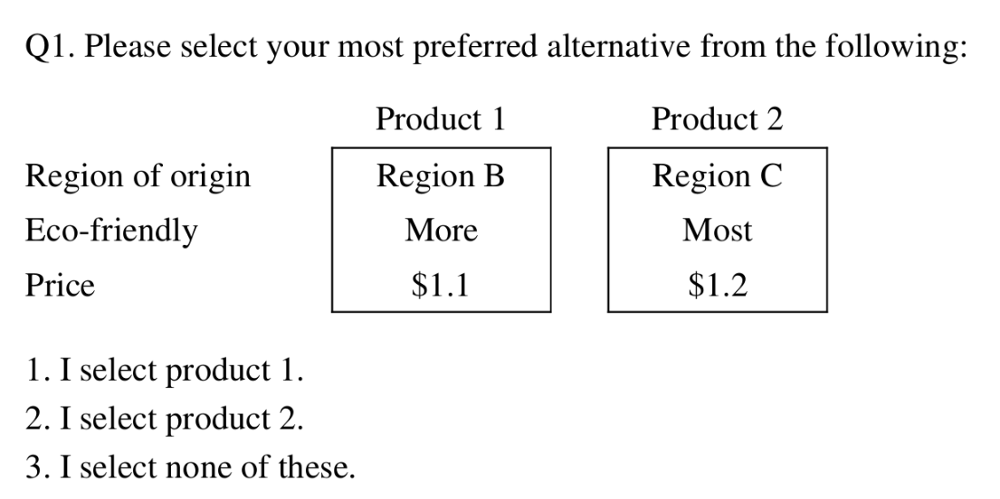 Q1. Please select your most preferred alternative from the following:
Product 1 Product 2
Region of origin Region B Region C
Eco-friendly More Most
Price $1.1 $1.2
1. I select product 1.
2. I select product 2.
3. I select none of these.